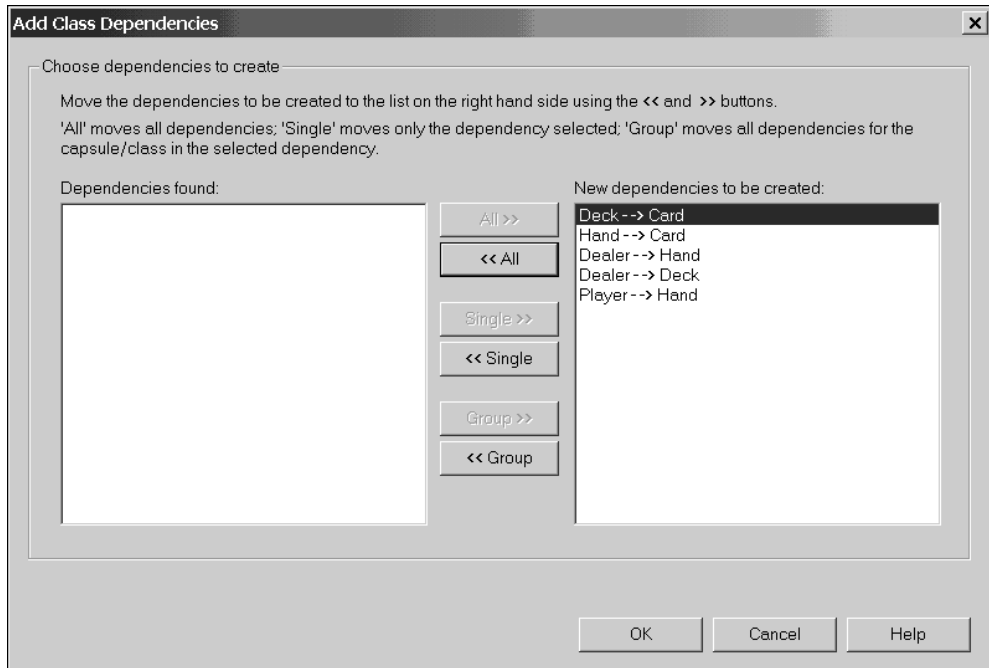 Add Class Dependencies
Choose dependencies to create
Move the dependencies to be created to the list on the right hand side using the << and >> buttons.
'All' moves all dependencies; 'Single' moves only the dependency selected; 'Group' moves all dependencies for the
capsule/class in the selected dependency.
Dependencies found:
New dependencies to be created:
All >>
<< All
Single >>
<< Single
Group >>
<< Group
Deck --> Card
Hand --> Card
Dealer --> Hand
Dealer --> Deck
Player --> Hand
OK
Cancel
Help